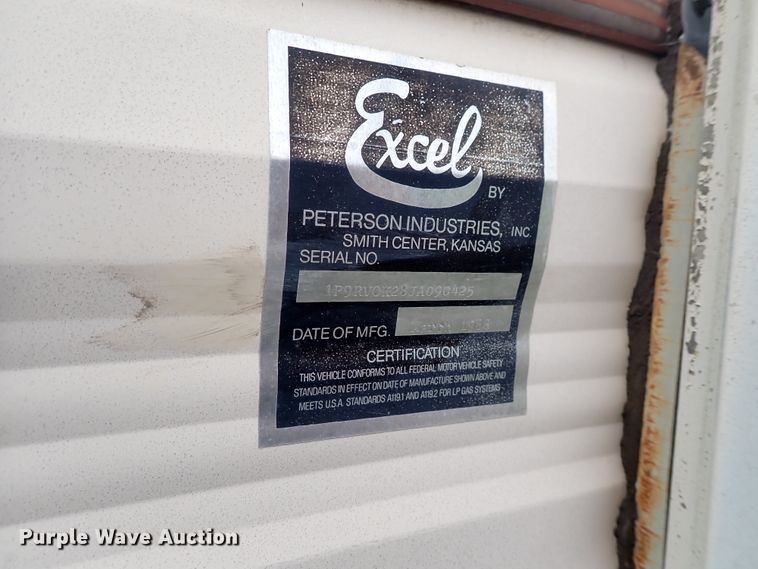 Excel
BY
PETERSON INDUSTRIES, INC.
SMITH CENTER, KANSAS
SERIAL NO.
1P9RV0K28JA090425
DATE OF MFG. 1988
CERTIFICATION
THIS VEHICLE CONFORMS TO ALL FEDERAL MOTOR VEHICLE SAFETY
STANDARDS IN EFFECT ON DATE OF MANUFACTURE SHOWN ABOVE AND
MEETS U.S.A. STANDARDS A119.1 AND A119.2 FOR LP GAS SYSTEMS
Purple Wave Auction